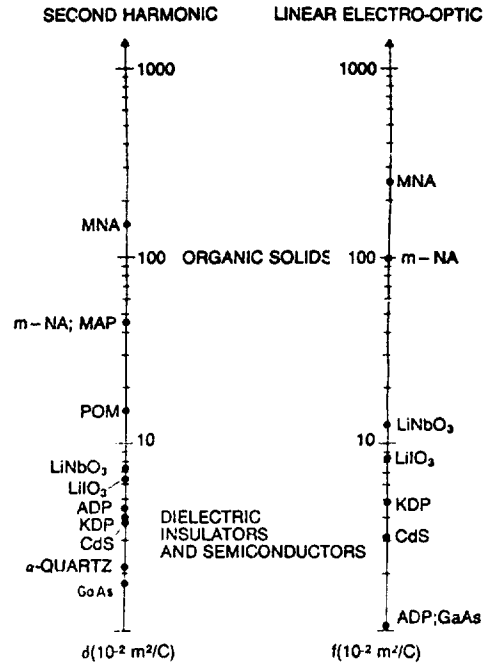 SECOND HARMONIC
LINEAR ELECTRO-OPTIC
1000
1000
MNA
MNA
100
ORGANIC SOLIDS
100
m-NA
m-NA; MAP
POM
LiNbO₃
10
10
LiNbO₃
LiIO₃
LiIO₃
ADP
KDP
KDP
CdS
CdS
DIELECTRIC
INSULATORS
AND SEMICONDUCTORS
α-QUARTZ
GaAs
ADP;GaAs
d(10⁻² m²/C)
f(10⁻² m²/C)